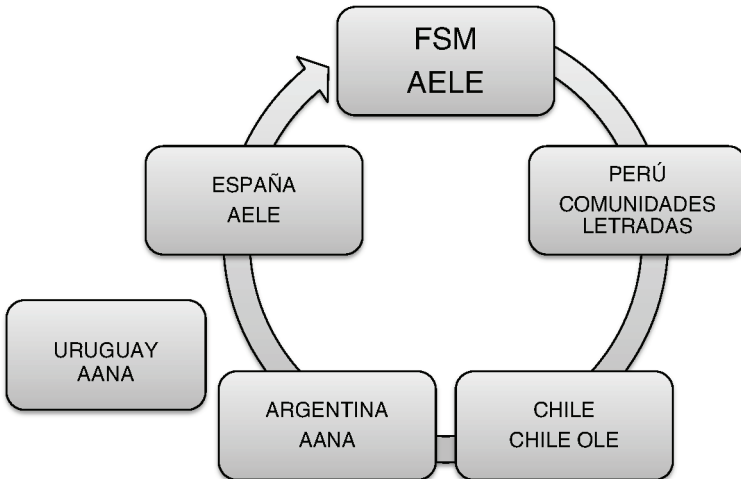 FSM
AELE
PERÚ
COMUNIDADES
LETRADAS
CHILE
CHILE OLE
ARGENTINA
AANA
URUGUAY
AANA
ESPAÑA
AELE